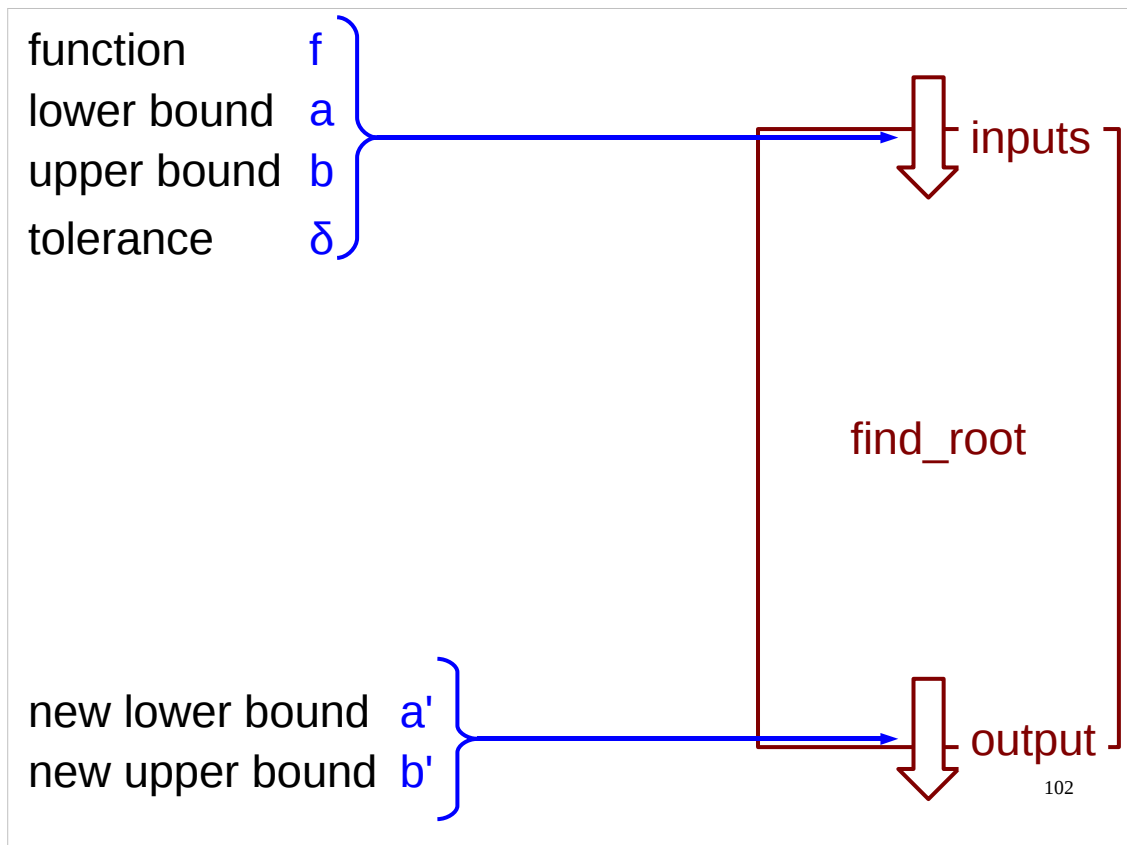 function f
lower bound a
upper bound b
tolerance δ
inputs
find_root
new lower bound a'
new upper bound b'
output
102